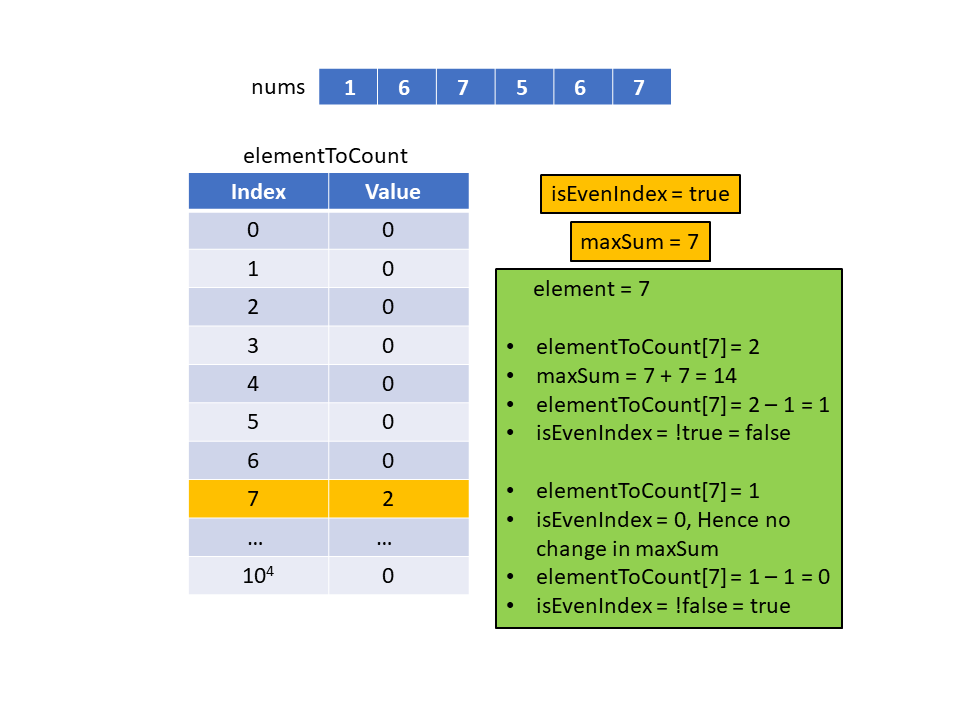 nums 1 6 7 5 6 7
elementToCount
Index Value
0 0
1 0
2 0
3 0
4 0
5 0
6 0
7 2
... ...
10⁴ 0
isEvenIndex = true
maxSum = 7
element = 7
• elementToCount[7] = 2
• maxSum = 7 + 7 = 14
• elementToCount[7] = 2 – 1 = 1
• isEvenIndex = !true = false
• elementToCount[7] = 1
• isEvenIndex = 0, Hence no
change in maxSum
• elementToCount[7] = 1 – 1 = 0
• isEvenIndex = !false = true